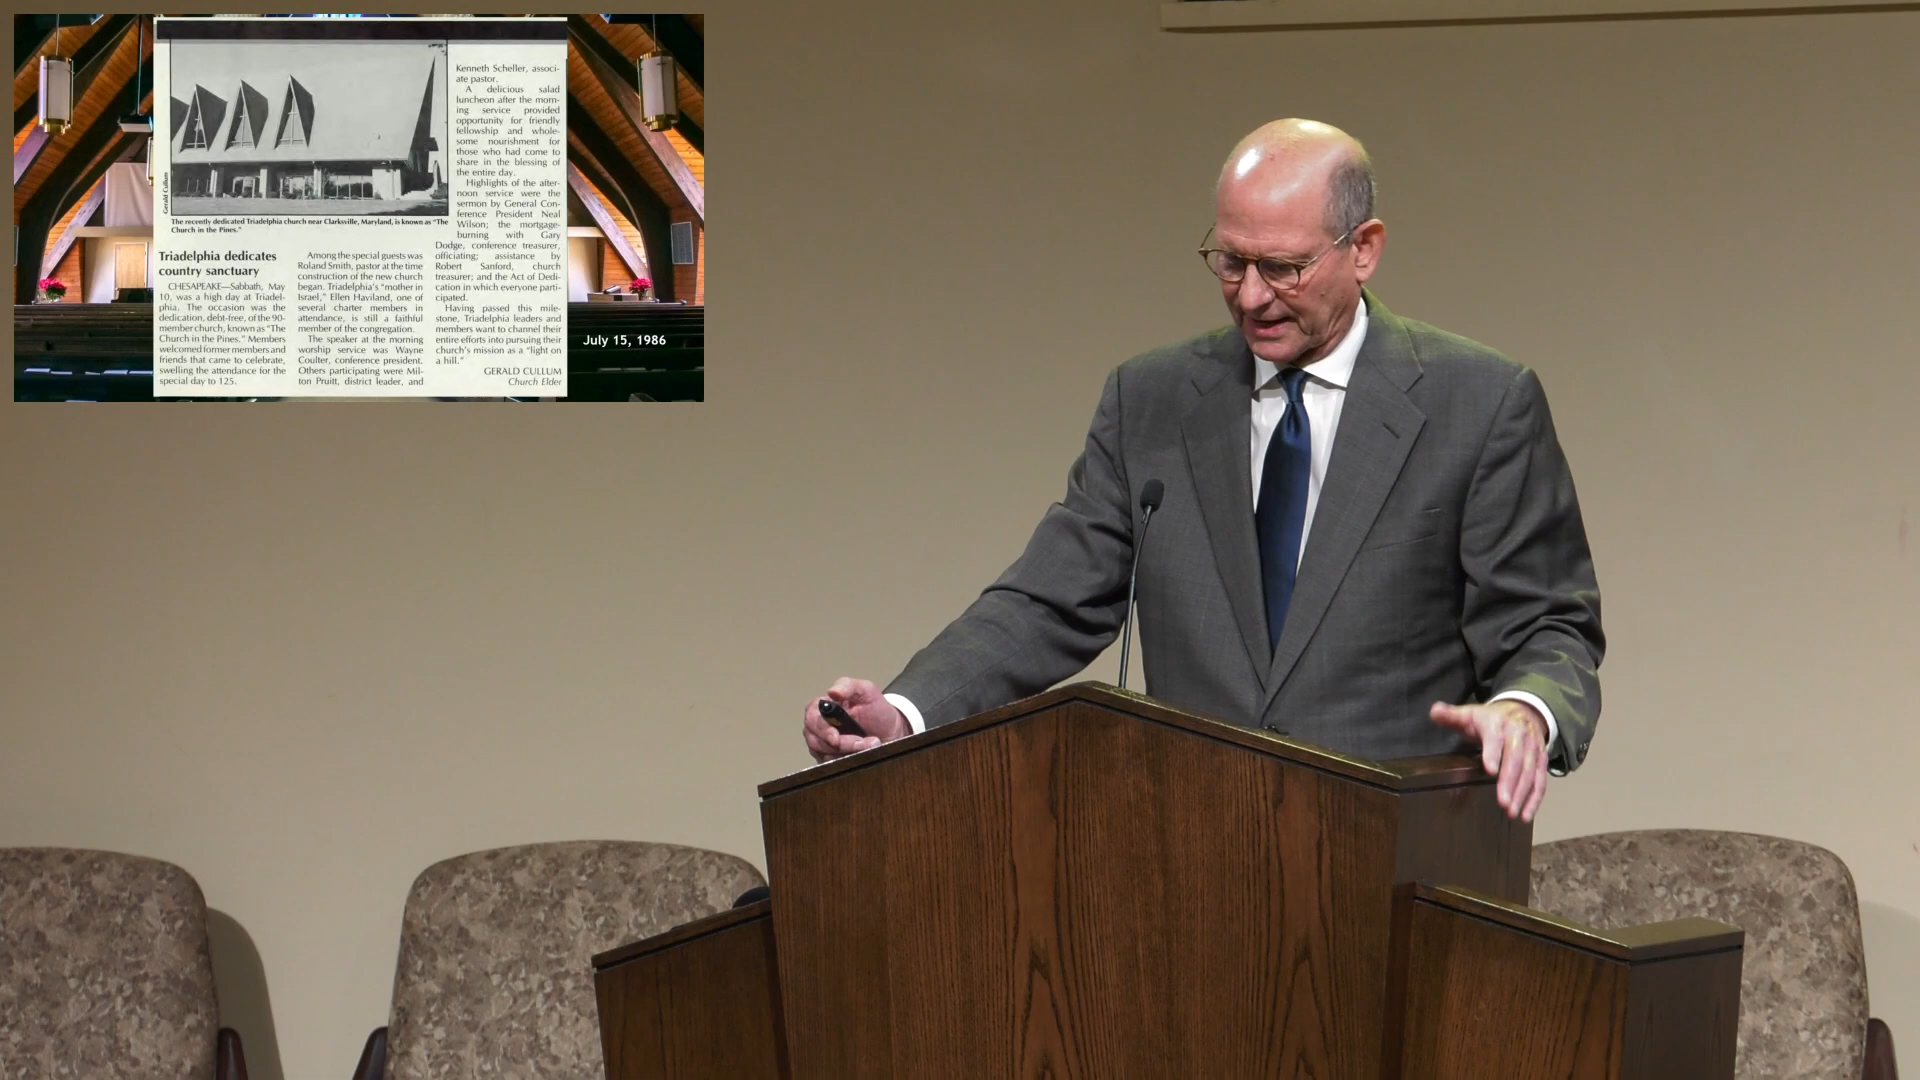 Gerald Cullum
The recently dedicated Triadelphia church near Clarksville, Maryland, is known as "The
Church in the Pines."
Triadelphia dedicates
country sanctuary
CHESAPEAKE—Sabbath, May
10, was a high day at Triadel-
phia. The occasion was the
dedication, debt-free, of the 90-
member church, known as "The
Church in the Pines." Members
welcomed former members and
friends that came to celebrate,
swelling the attendance for the
special day to 125.
Among the special guests was
Roland Smith, pastor at the time
construction of the new church
began. Triadelphia's "mother in
Israel," Ellen Haviland, one of
several charter members in
attendance, is still a faithful
member of the congregation.
The speaker at the morning
worship service was Wayne
Coulter, conference president.
Others participating were Mil-
ton Pruitt, district leader, and
Kenneth Scheller, associ-
ate pastor.
A delicious salad
luncheon after the morn-
ing service provided
opportunity for friendly
fellowship and whole-
some nourishment for
those who had come to
share in the blessing of
the entire day.
Highlights of the after-
noon service were the
sermon by General Con-
ference President Neal
Wilson; the mortgage-
burning with Gary
Dodge, conference treasurer,
officiating; assistance by
Robert Sanford, church
treasurer; and the Act of Dedi-
cation in which everyone parti-
cipated.
Having passed this mile-
stone, Triadelphia leaders and
members want to channel their
entire efforts into pursuing their
church's mission as a "light on
a hill."
GERALD CULLUM
Church Elder
July 15, 1986